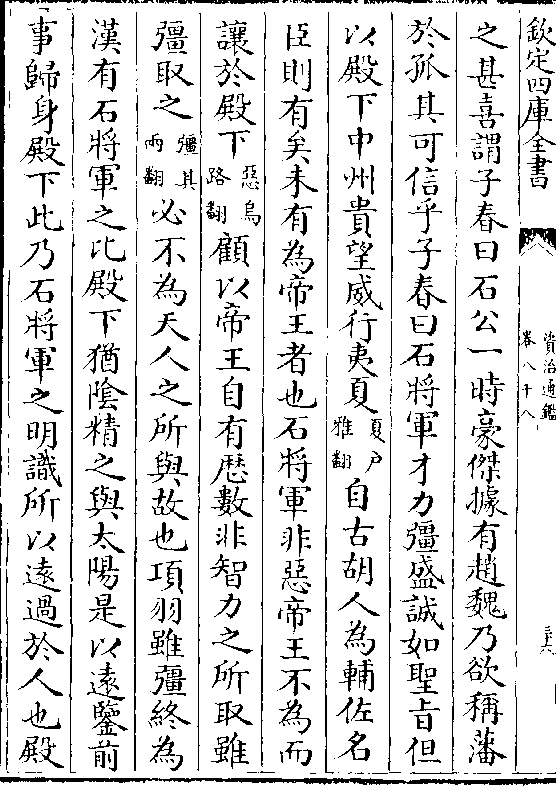 欽定四庫全書
資治通鑑
卷八十八
三六
之甚喜謂子春曰石公一時豪傑據有趙魏乃欲稱藩
於孤其可信乎子春曰石將軍才力彊盛誠如聖㫖但
以殿下中州貴望威行夷夏夏户雅翻自古胡人為輔佐名
臣則有矣未有為帝王者也石將軍非惡帝王不為而
讓於殿下惡烏路翻顧以帝王自有厯數非智力之所取雖
彊取之彊其兩翻必不為天人之所與故也項羽雖彊終為
漢有石將軍之比殿下猶隂精之與太陽是以逺鑒前
事歸身殿下此乃石將軍之明識所以逺過於人也殿